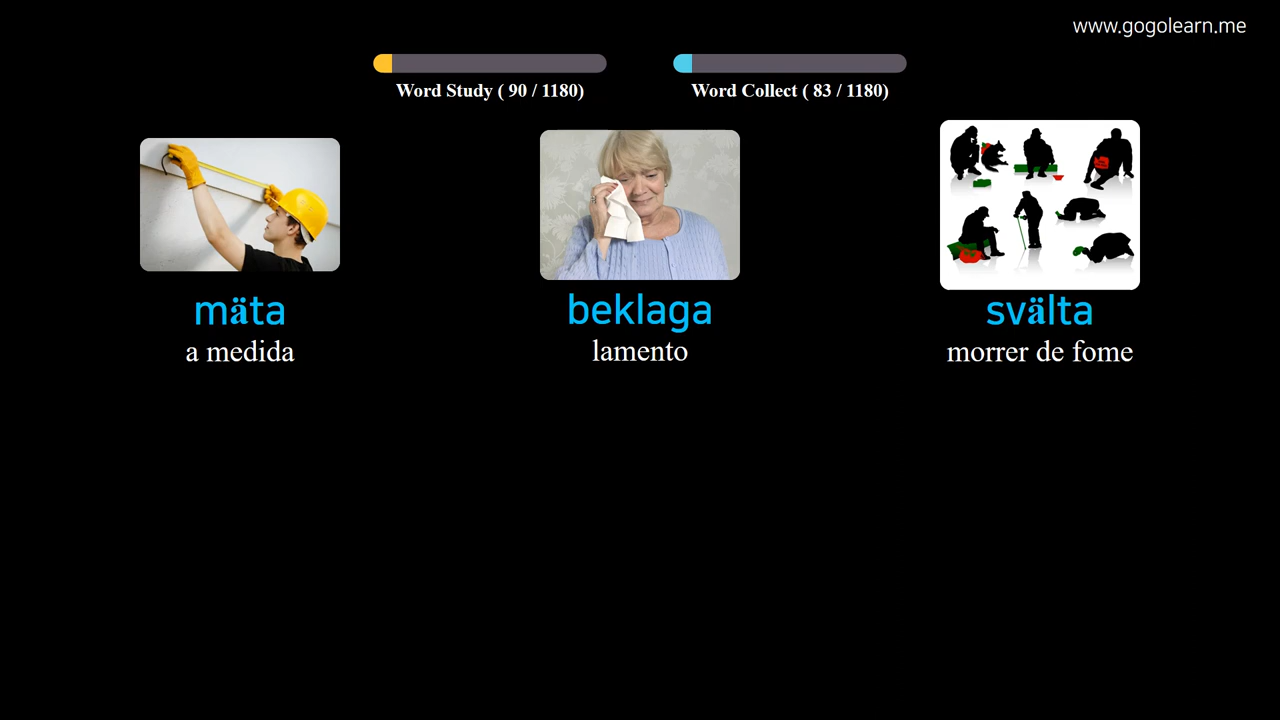 www.gogolearn.me
Word Study ( 90 / 1180)
Word Collect ( 83 / 1180)
mäta
beklaga
svälta
a medida
lamento
morrer de fome